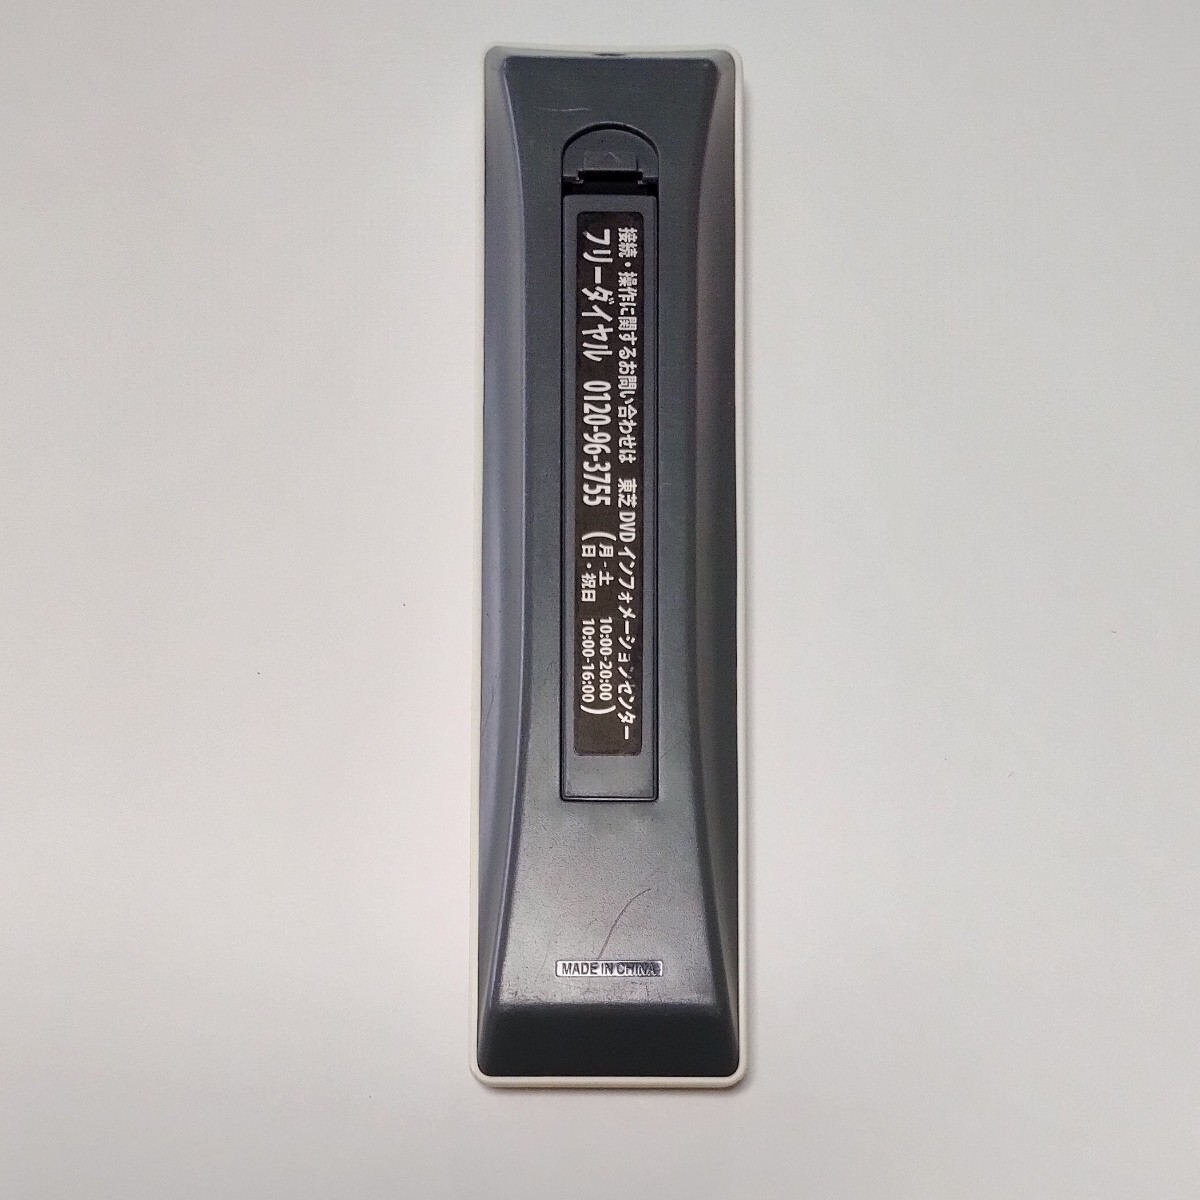 接続・操作に関するお問い合わせは 東芝DVDインフォメーションセンター
フリーダイヤル 0120-96-3755
(月-土 10:00-20:00
日・祝日 10:00-16:00)
MADE IN CHINA